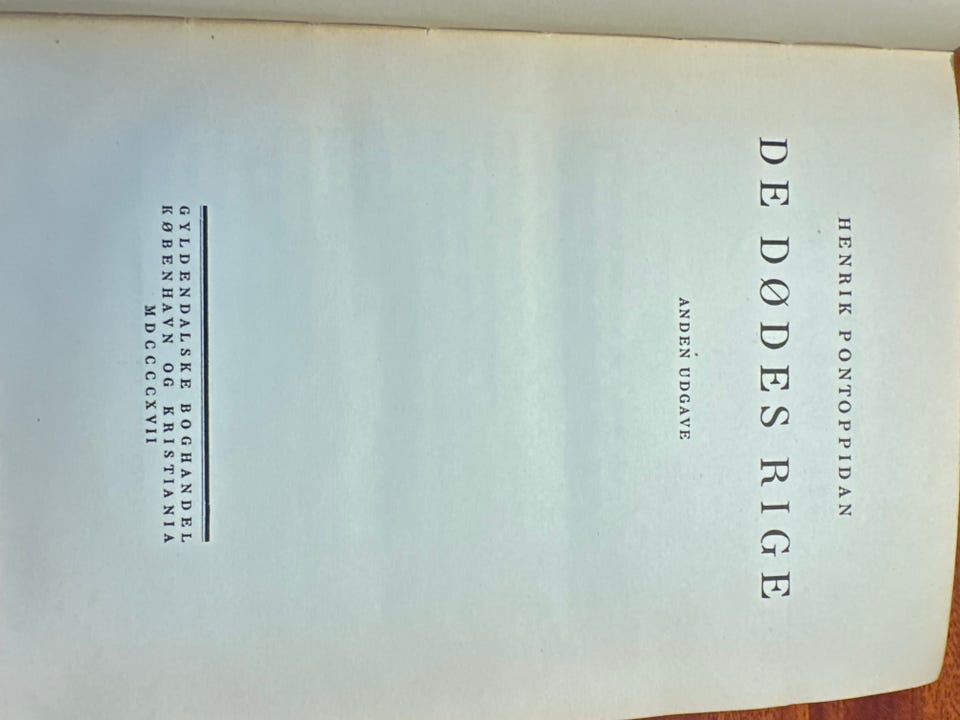 HENRIK PONTOPPIDAN
DE DØDES RIGE
ANDEN UDGAVE
GYLDENDALSKE BOGHANDEL
KØBENHAVN OG KRISTIANIA
MDCCCCXVII